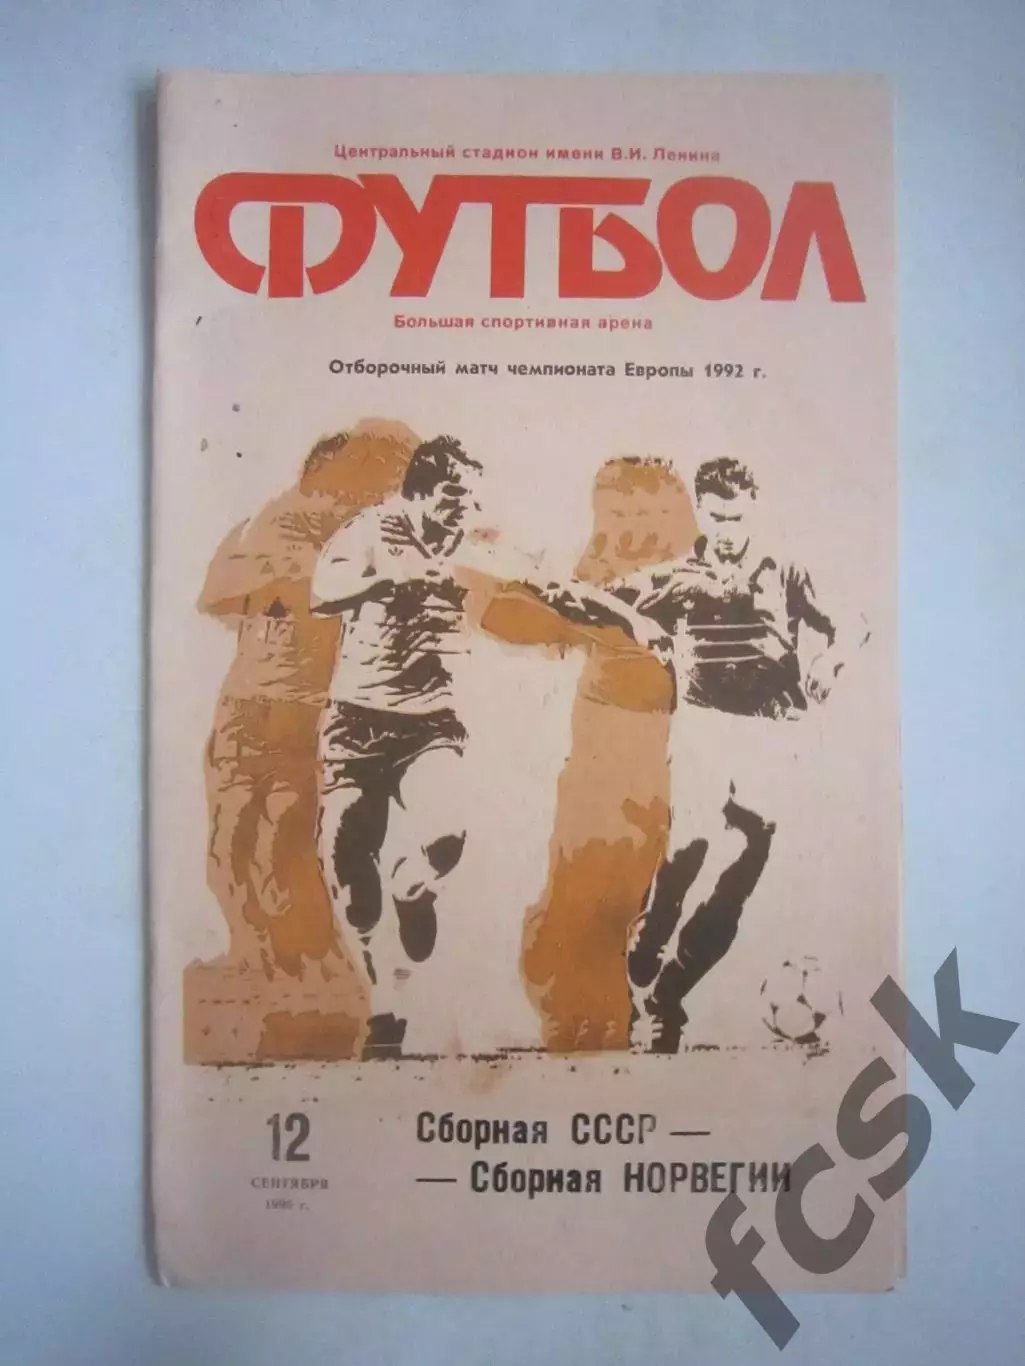 Центральный стадион имени В.И. Ленина
ФУТБОЛ
Большая спортивная арена
Отборочный матч чемпионата Европы 1992 г.
12
СЕНТЯБРЯ
1990 г.
Сборная СССР —
— Сборная НОРВЕГИИ
fcsk